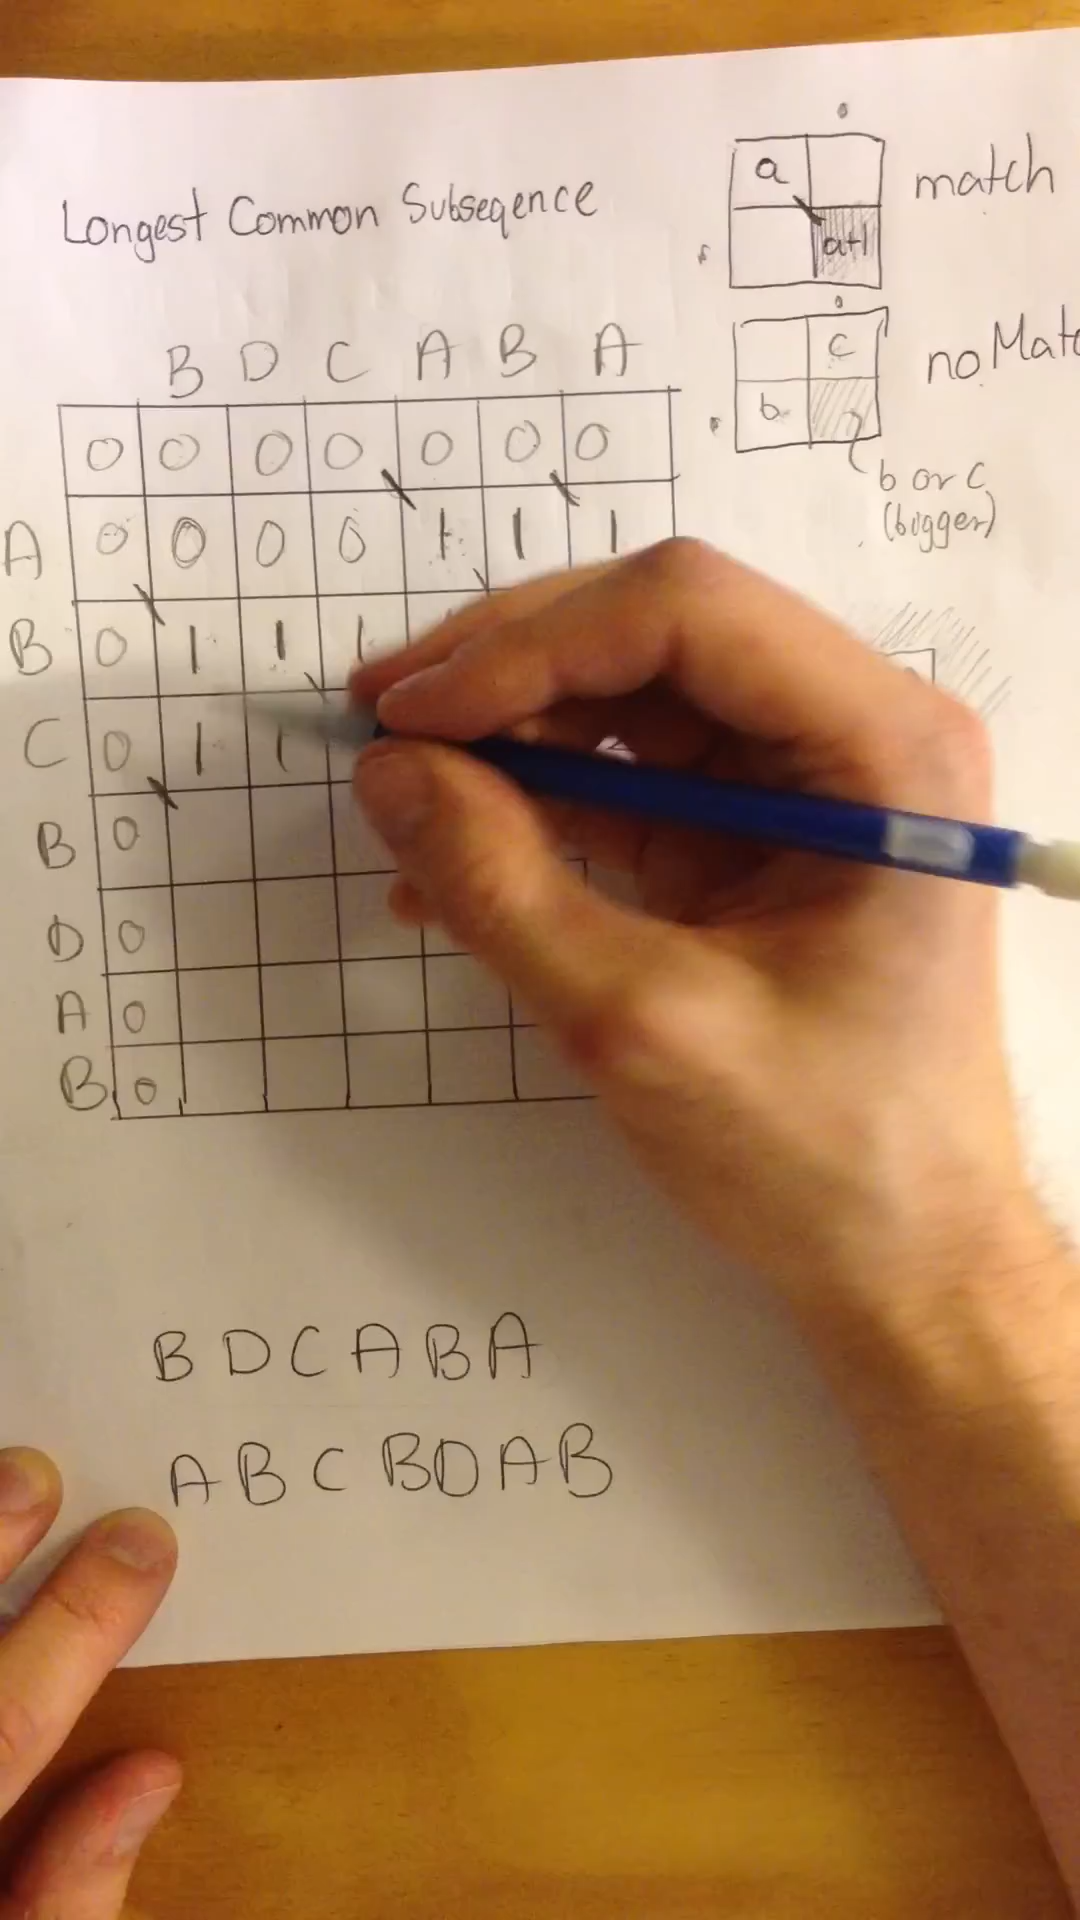 Longest Common Subseqence
a
match
a+1
c
b
b or c
(bigger)
B D C A B A
0 0 0 0 0 0 0
A 0 0 0 0 1 1 1
B 0 1 1 1
C 0 1 1
B 0
D 0
A 0
B 0
B D C A B A
A B C B D A B